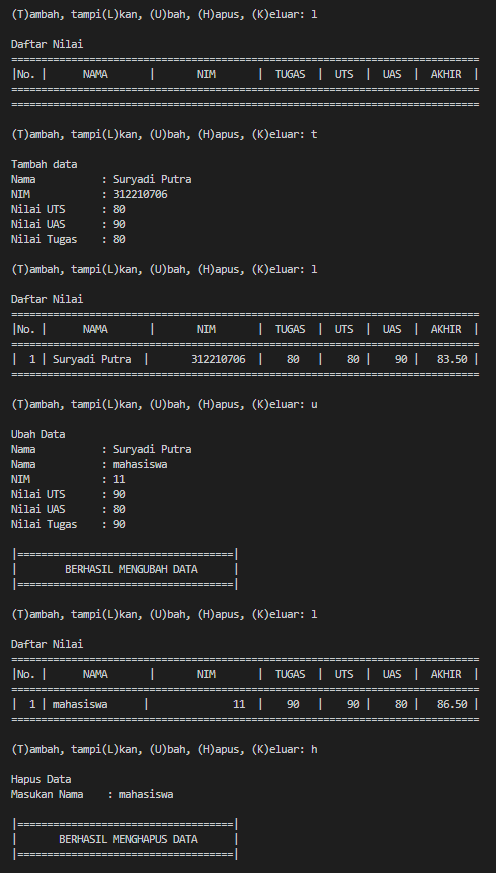 (T)ambah, tampi(L)kan, (U)bah, (H)apus, (K)eluar: l
Daftar Nilai
==============================================================================
|No. |      NAMA       |       NIM       |  TUGAS  |  UTS  |  UAS  |  AKHIR  |
==============================================================================
==============================================================================
(T)ambah, tampi(L)kan, (U)bah, (H)apus, (K)eluar: t
Tambah data
Nama           : Suryadi Putra
NIM            : 312210706
Nilai UTS      : 80
Nilai UAS      : 90
Nilai Tugas    : 80
(T)ambah, tampi(L)kan, (U)bah, (H)apus, (K)eluar: l
Daftar Nilai
==============================================================================
|No. |      NAMA       |       NIM       |  TUGAS  |  UTS  |  UAS  |  AKHIR  |
==============================================================================
|  1 | Suryadi Putra  |       312210706  |    80   |    80 |    90 |   83.50 |
==============================================================================
(T)ambah, tampi(L)kan, (U)bah, (H)apus, (K)eluar: u
Ubah Data
Nama           : Suryadi Putra
Nama           : mahasiswa
NIM            : 11
Nilai UTS      : 90
Nilai UAS      : 80
Nilai Tugas    : 90
|====================================|
|        BERHASIL MENGUBAH DATA      |
|====================================|
(T)ambah, tampi(L)kan, (U)bah, (H)apus, (K)eluar: l
Daftar Nilai
==============================================================================
|No. |      NAMA       |       NIM       |  TUGAS  |  UTS  |  UAS  |  AKHIR  |
==============================================================================
|  1 | mahasiswa      |              11  |    90   |    90 |    80 |   86.50 |
==============================================================================
(T)ambah, tampi(L)kan, (U)bah, (H)apus, (K)eluar: h
Hapus Data
Masukan Nama    : mahasiswa
|====================================|
|       BERHASIL MENGHAPUS DATA      |
|====================================|